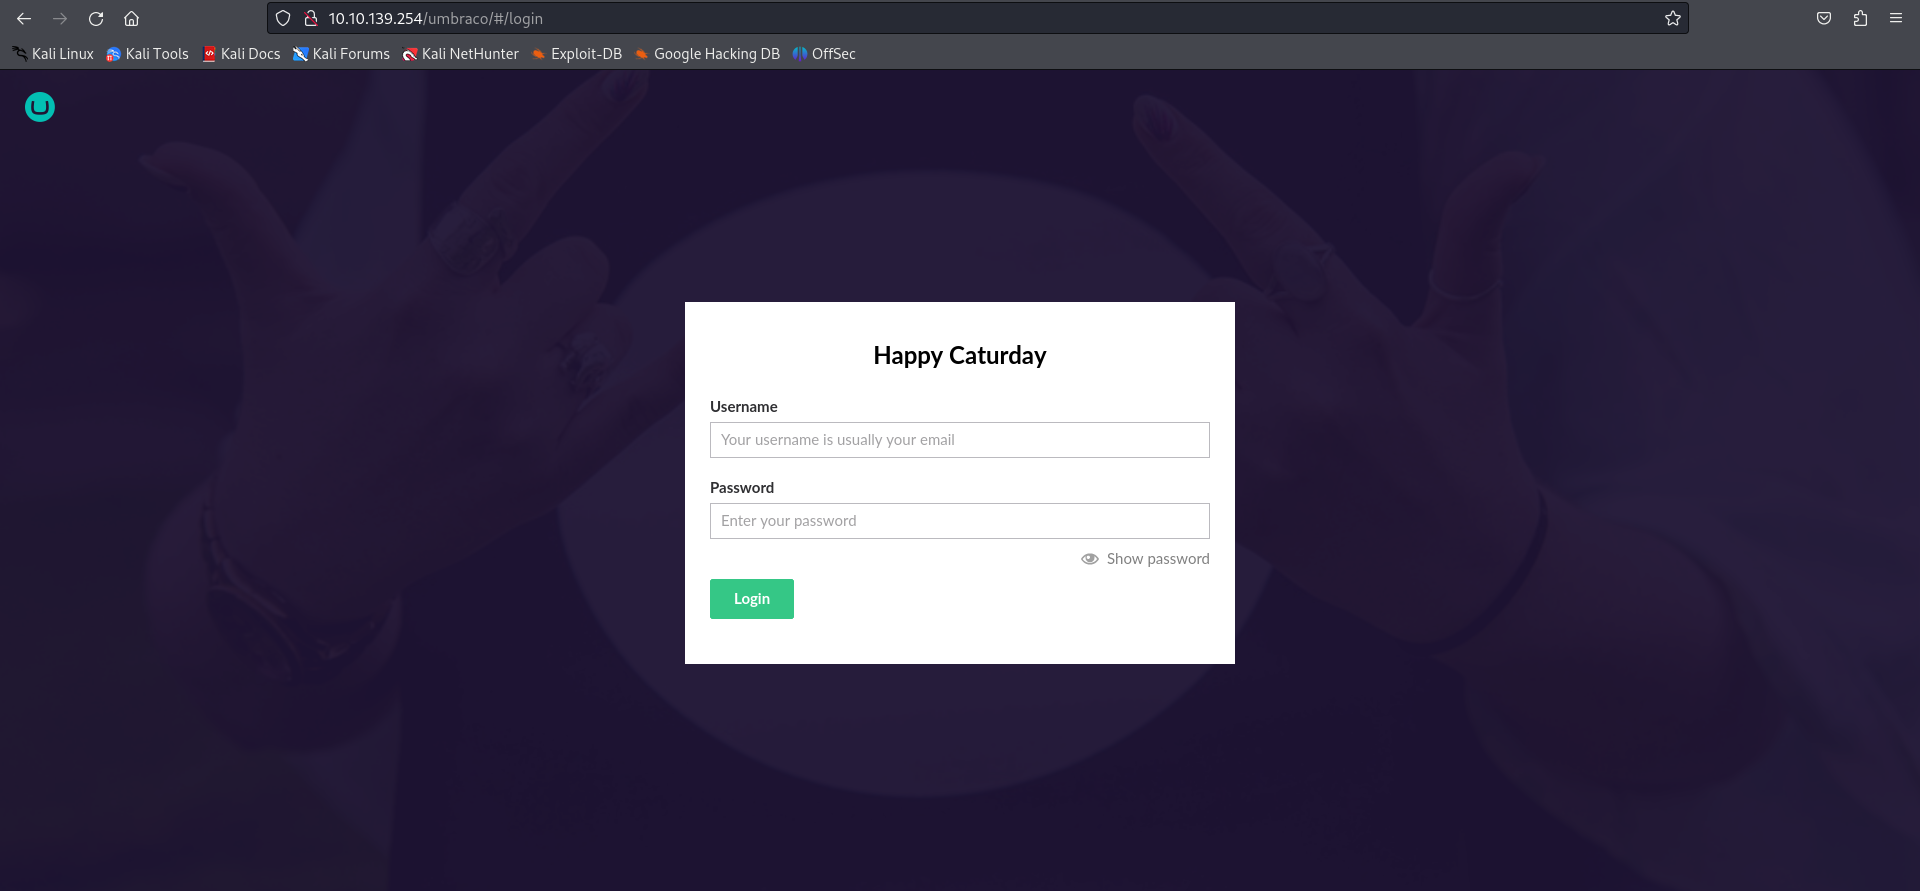 10.10.139.254/umbraco/#/login
Kali Linux Kali Tools Kali Docs Kali Forums Kali NetHunter Exploit-DB Google Hacking DB OffSec
Happy Caturday
Username
Your username is usually your email
Password
Enter your password
Show password
Login